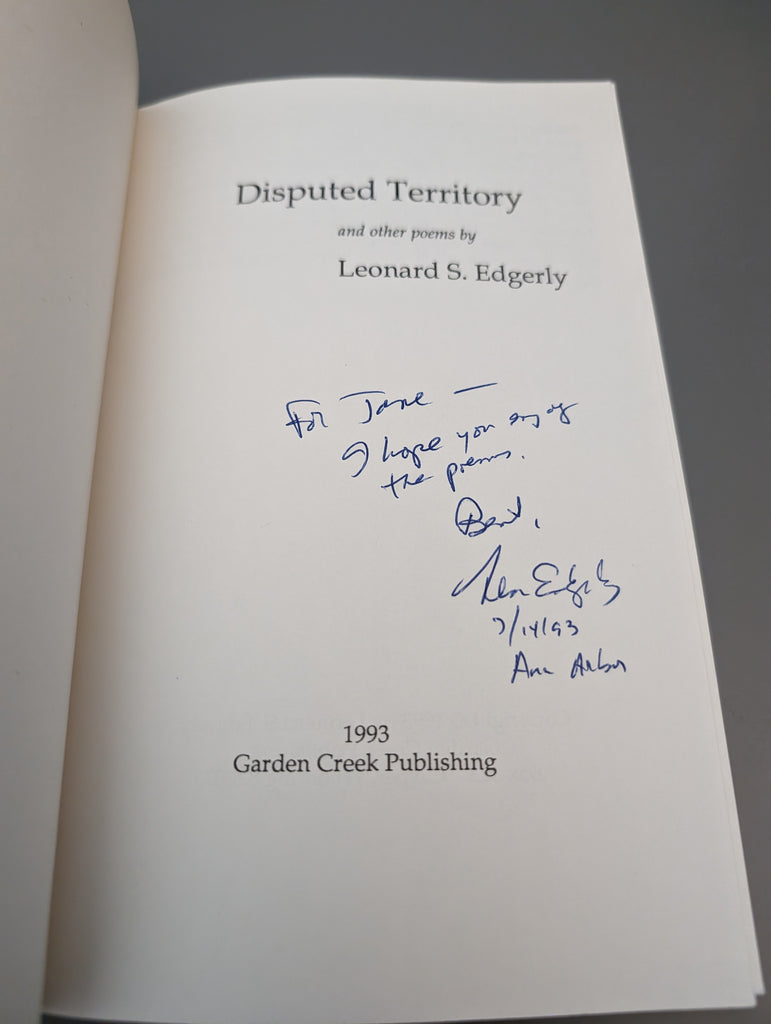 Disputed Territory
and other poems by
Leonard S. Edgerly
For Jane —
I hope you enjoy
the poems.
Best,
Len Edgerly
7/14/93
Ann Arbor
1993
Garden Creek Publishing